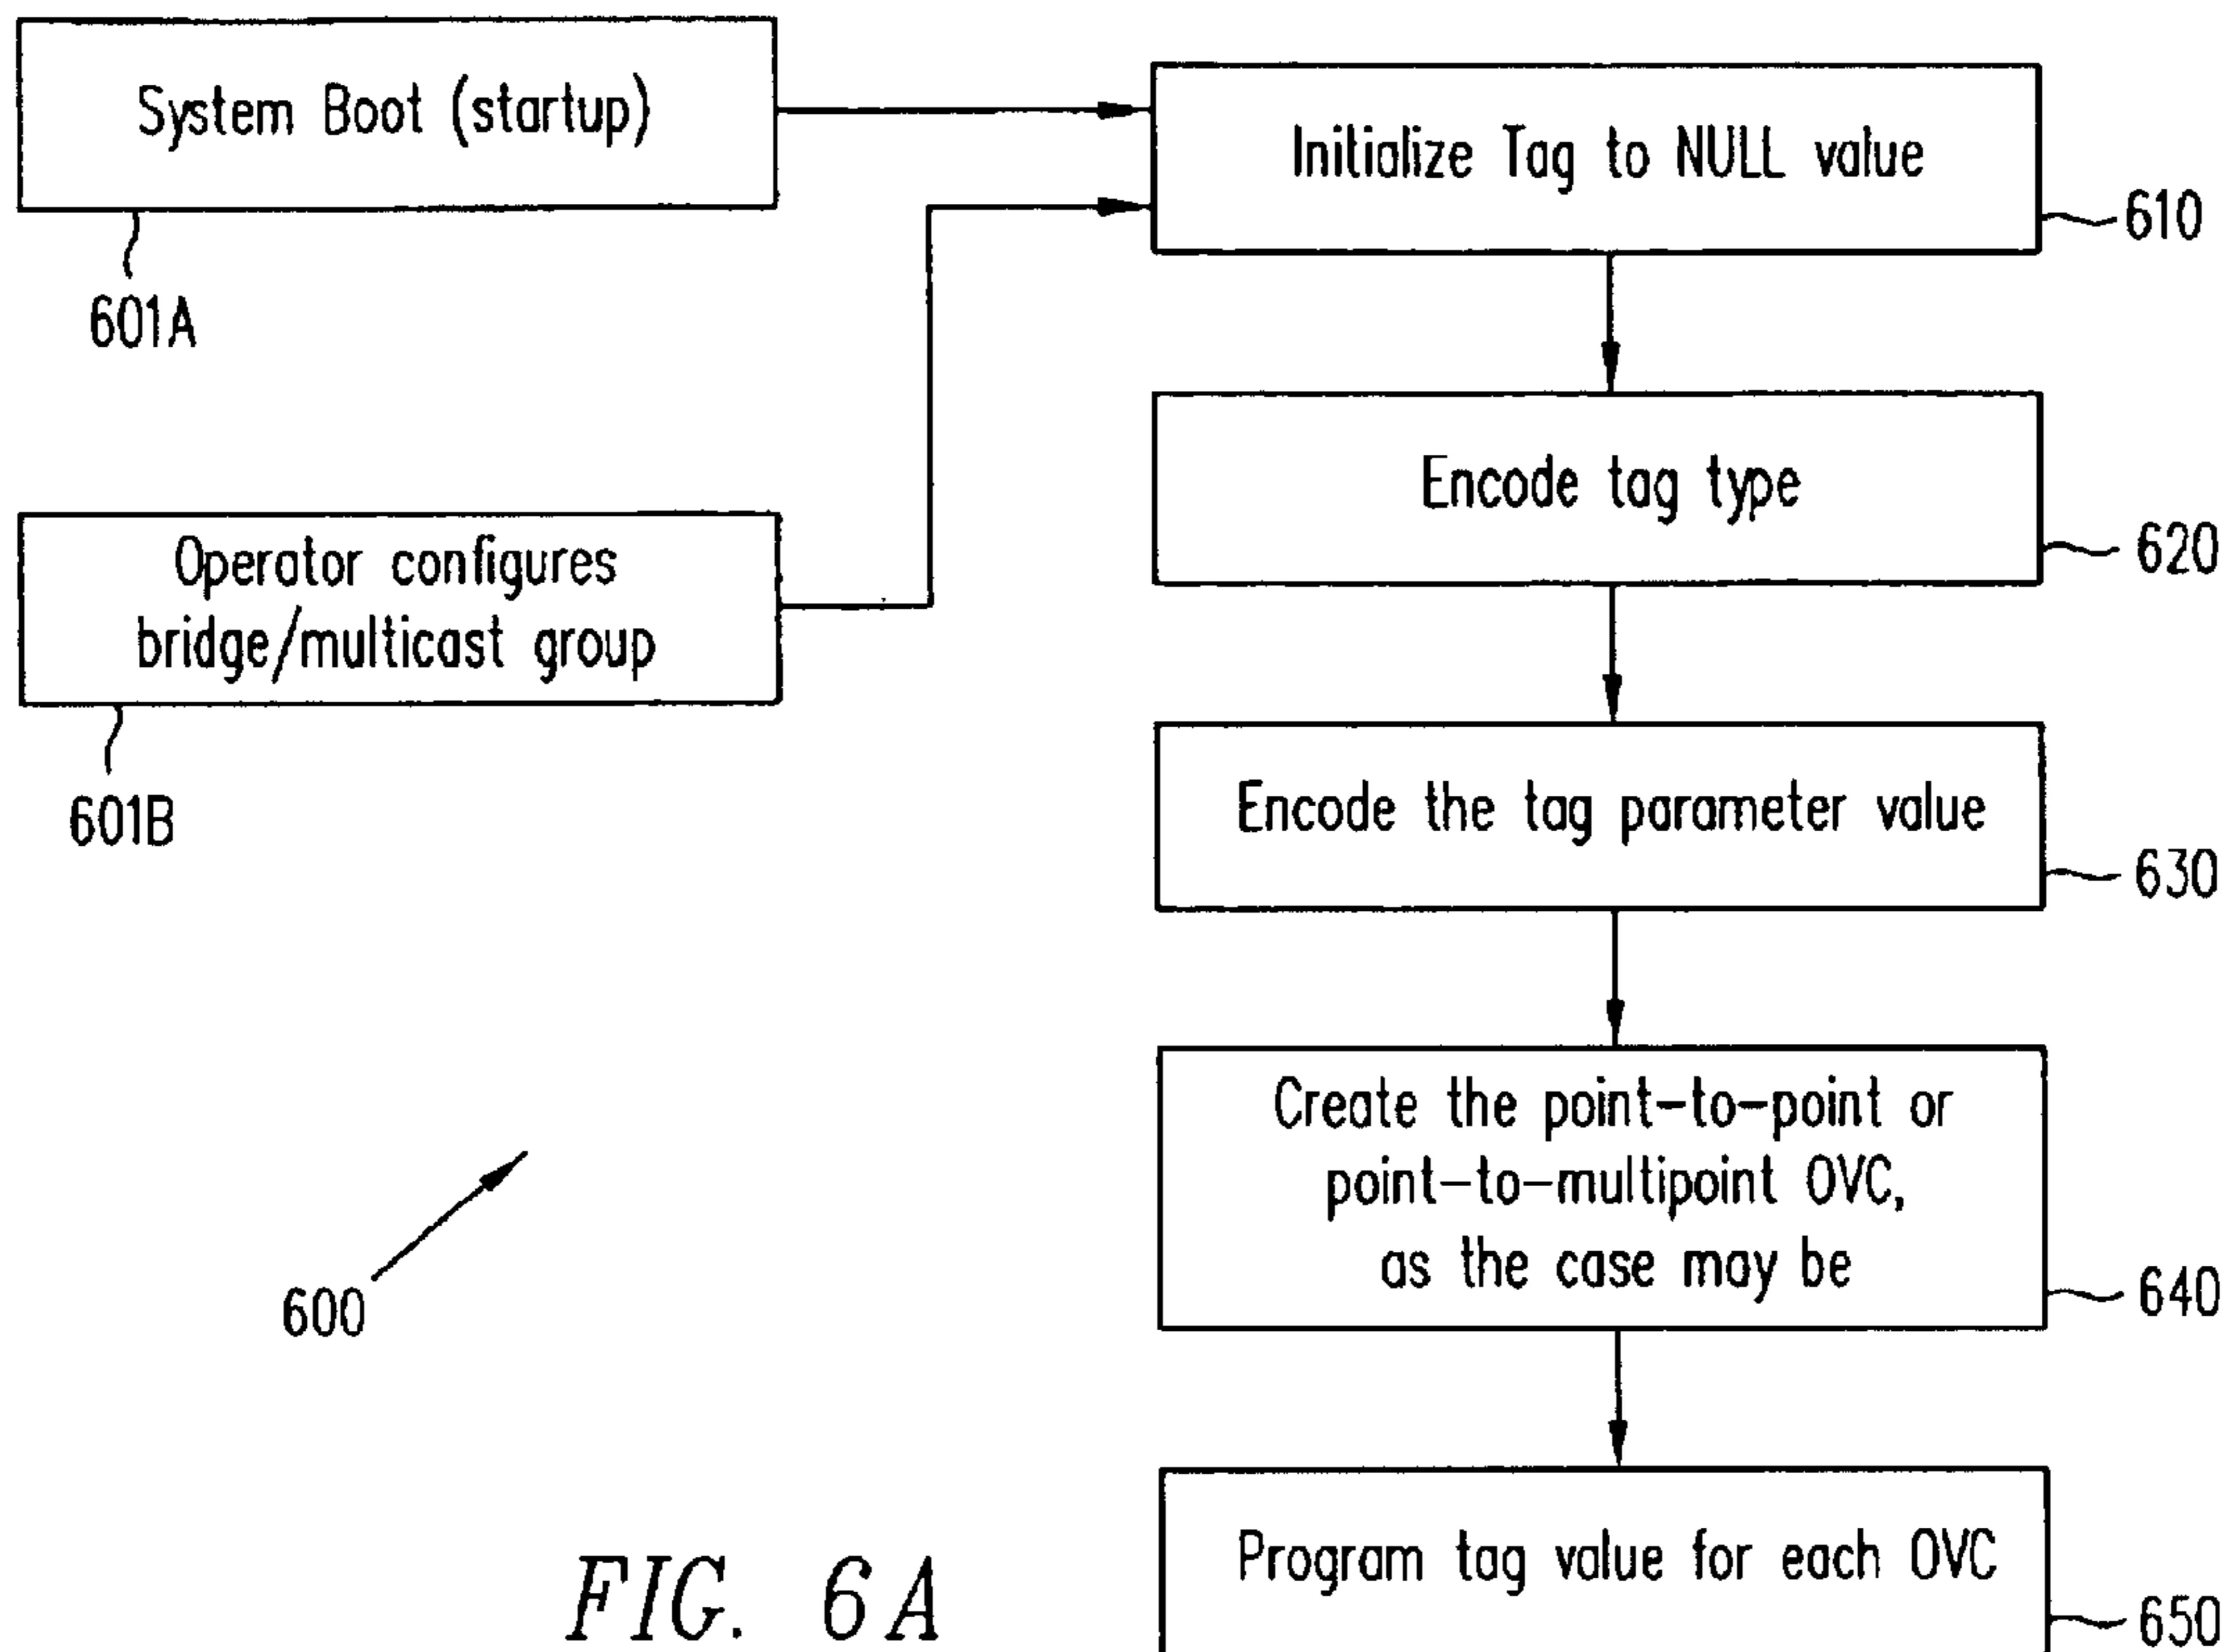 System Boot (startup)
601A
Operator configures
bridge/multicast group
601B
Initialize Tag to NULL value
610
Encode tag type
620
Encode the tag parameter value
630
Create the point-to-point or
point-to-multipoint OVC,
as the case may be
640
Program tag value for each OVC
650
600
FIG. 6A